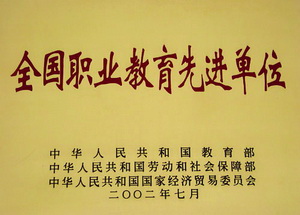 全国职业教育先进单位
中华人民共和国教育部
中华人民共和国劳动和社会保障部
中华人民共和国国家经济贸易委员会
二〇〇二年七月